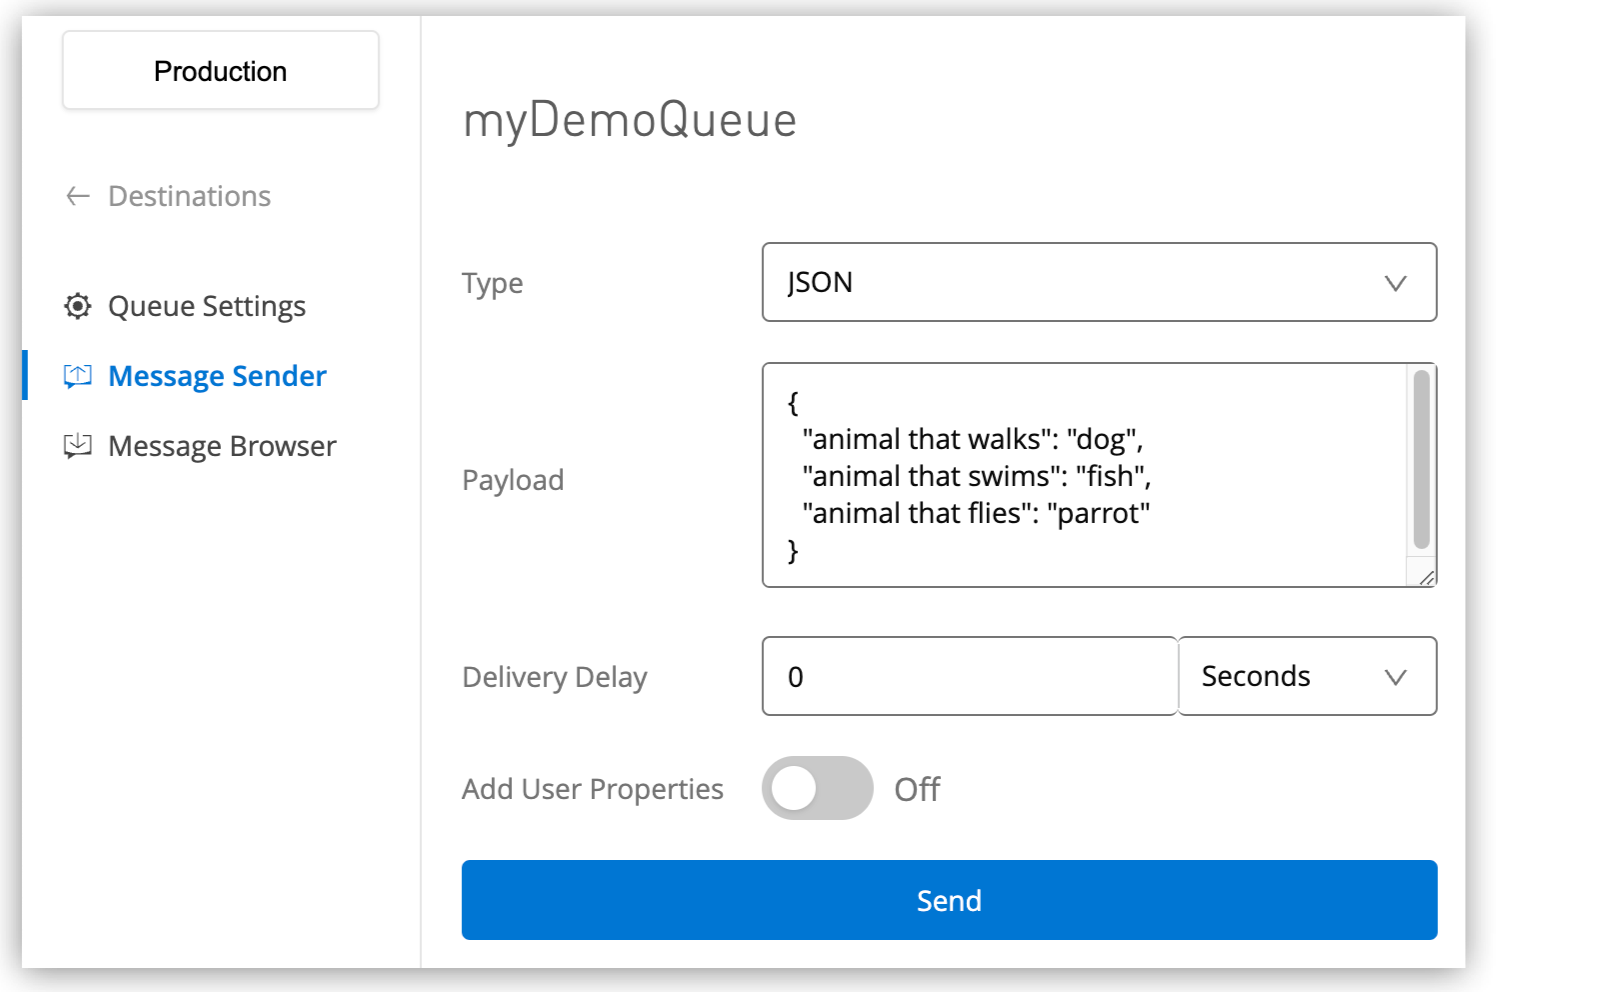 Production
← Destinations
Queue Settings
Message Sender
Message Browser
myDemoQueue
Type
JSON
Payload
{
"animal that walks": "dog",
"animal that swims": "fish",
"animal that flies": "parrot"
}
Delivery Delay
0
Seconds
Add User Properties
Off
Send